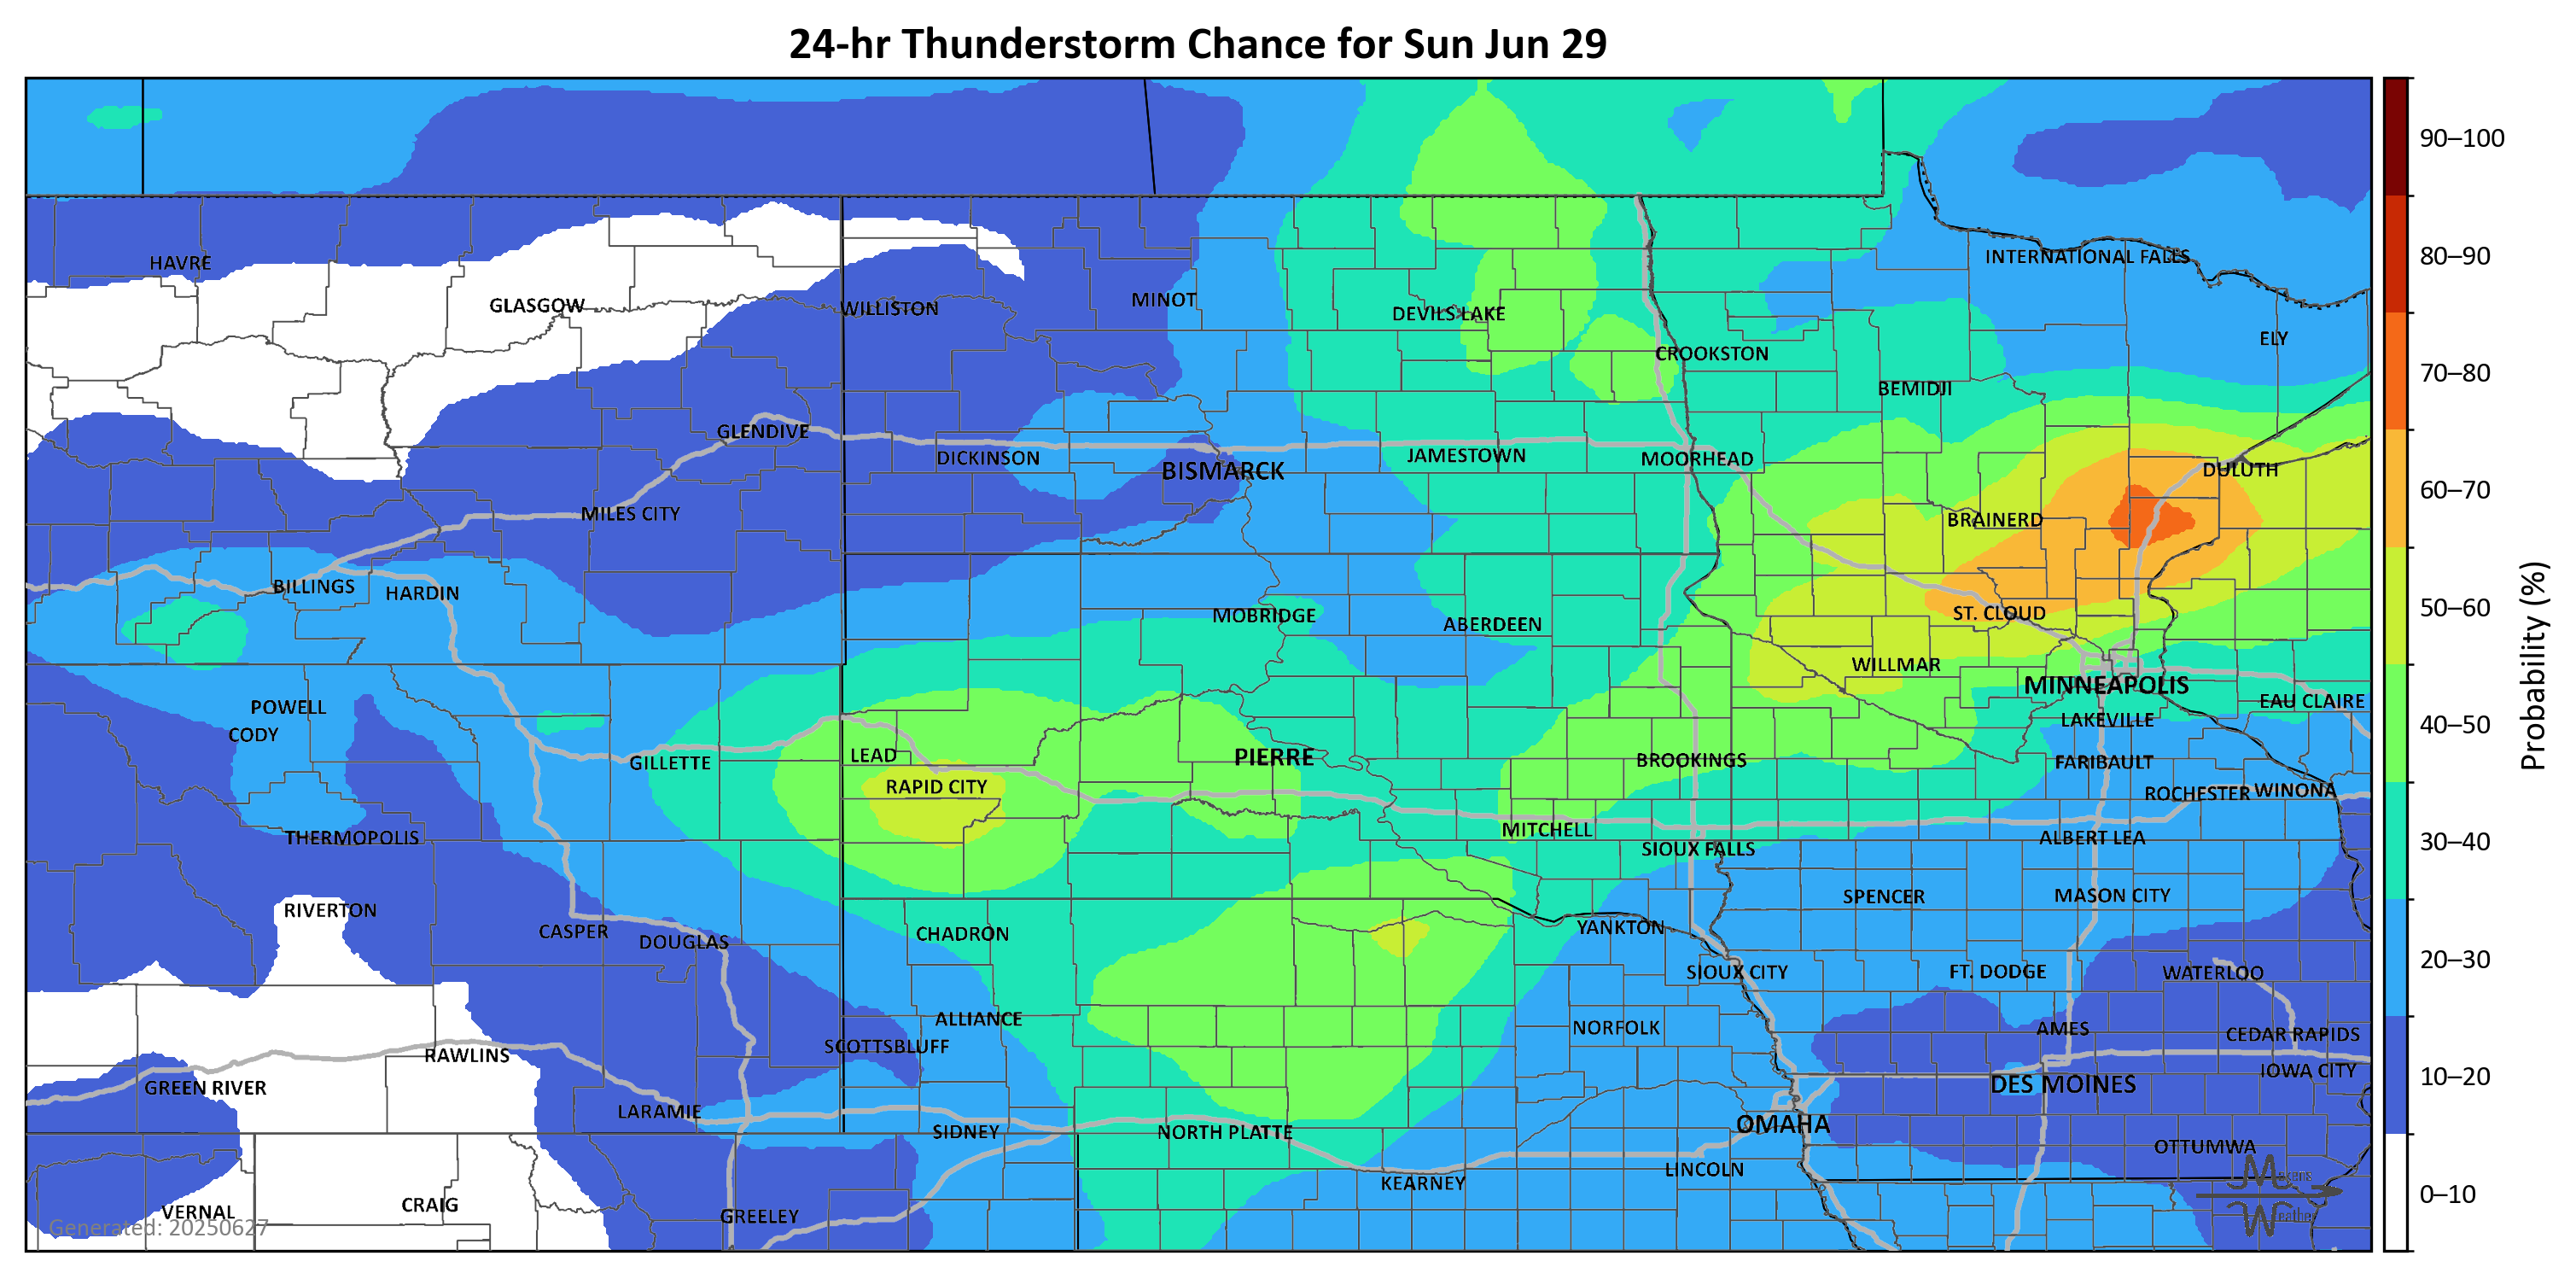 24-hr Thunderstorm Chance for Sun Jun 29
90–100
80–90
70–80
60–70
50–60
40–50
30–40
20–30
10–20
0–10
Probability (%)
HAVRE
INTERNATIONAL FALLS
GLASGOW
WILLISTON
MINOT
DEVILS LAKE
ELY
CROOKSTON
BEMIDJI
GLENDIVE
DICKINSON
BISMARCK
JAMESTOWN
MOORHEAD
DULUTH
MILES CITY
BRAINERD
BILLINGS
HARDIN
MOBRIDGE
ABERDEEN
ST. CLOUD
WILLMAR
MINNEAPOLIS
POWELL
EAU CLAIRE
CODY
LAKEVILLE
GILLETTE
LEAD
PIERRE
BROOKINGS
FARIBAULT
RAPID CITY
ROCHESTER
WINONA
THERMOPOLIS
MITCHELL
ALBERT LEA
SIOUX FALLS
RIVERTON
SPENCER
MASON CITY
CASPER
DOUGLAS
CHADRON
YANKTON
SIOUX CITY
FT. DODGE
WATERLOO
ALLIANCE
NORFOLK
AMES
CEDAR RAPIDS
RAWLINS
SCOTTSBLUFF
IOWA CITY
GREEN RIVER
DES MOINES
LARAMIE
SIDNEY
NORTH PLATTE
OMAHA
OTTUMWA
LINCOLN
KEARNEY
VERNAL
CRAIG
GREELEY
Generated: 20250627
Makens
Weather